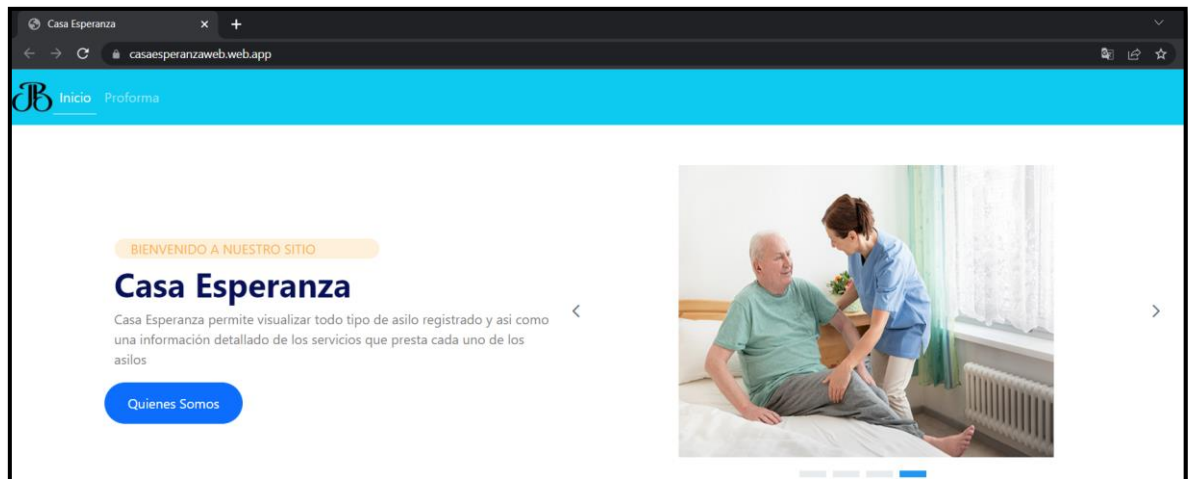 Casa Esperanza
casaesperanzaweb.web.app
JB Inicio Proforma
BIENVENIDO A NUESTRO SITIO
Casa Esperanza
Casa Esperanza permite visualizar todo tipo de asilo registrado y asi como
una información detallado de los servicios que presta cada uno de los
asilos
Quienes Somos